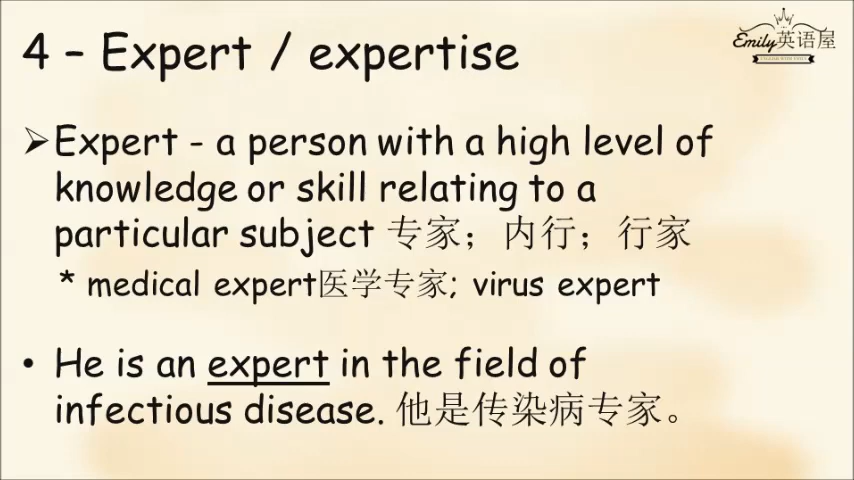 4 – Expert / expertise
Emily英语屋
➢Expert - a person with a high level of
knowledge or skill relating to a
particular subject 专家；内行；行家
* medical expert医学专家; virus expert
• He is an expert in the field of
infectious disease. 他是传染病专家。